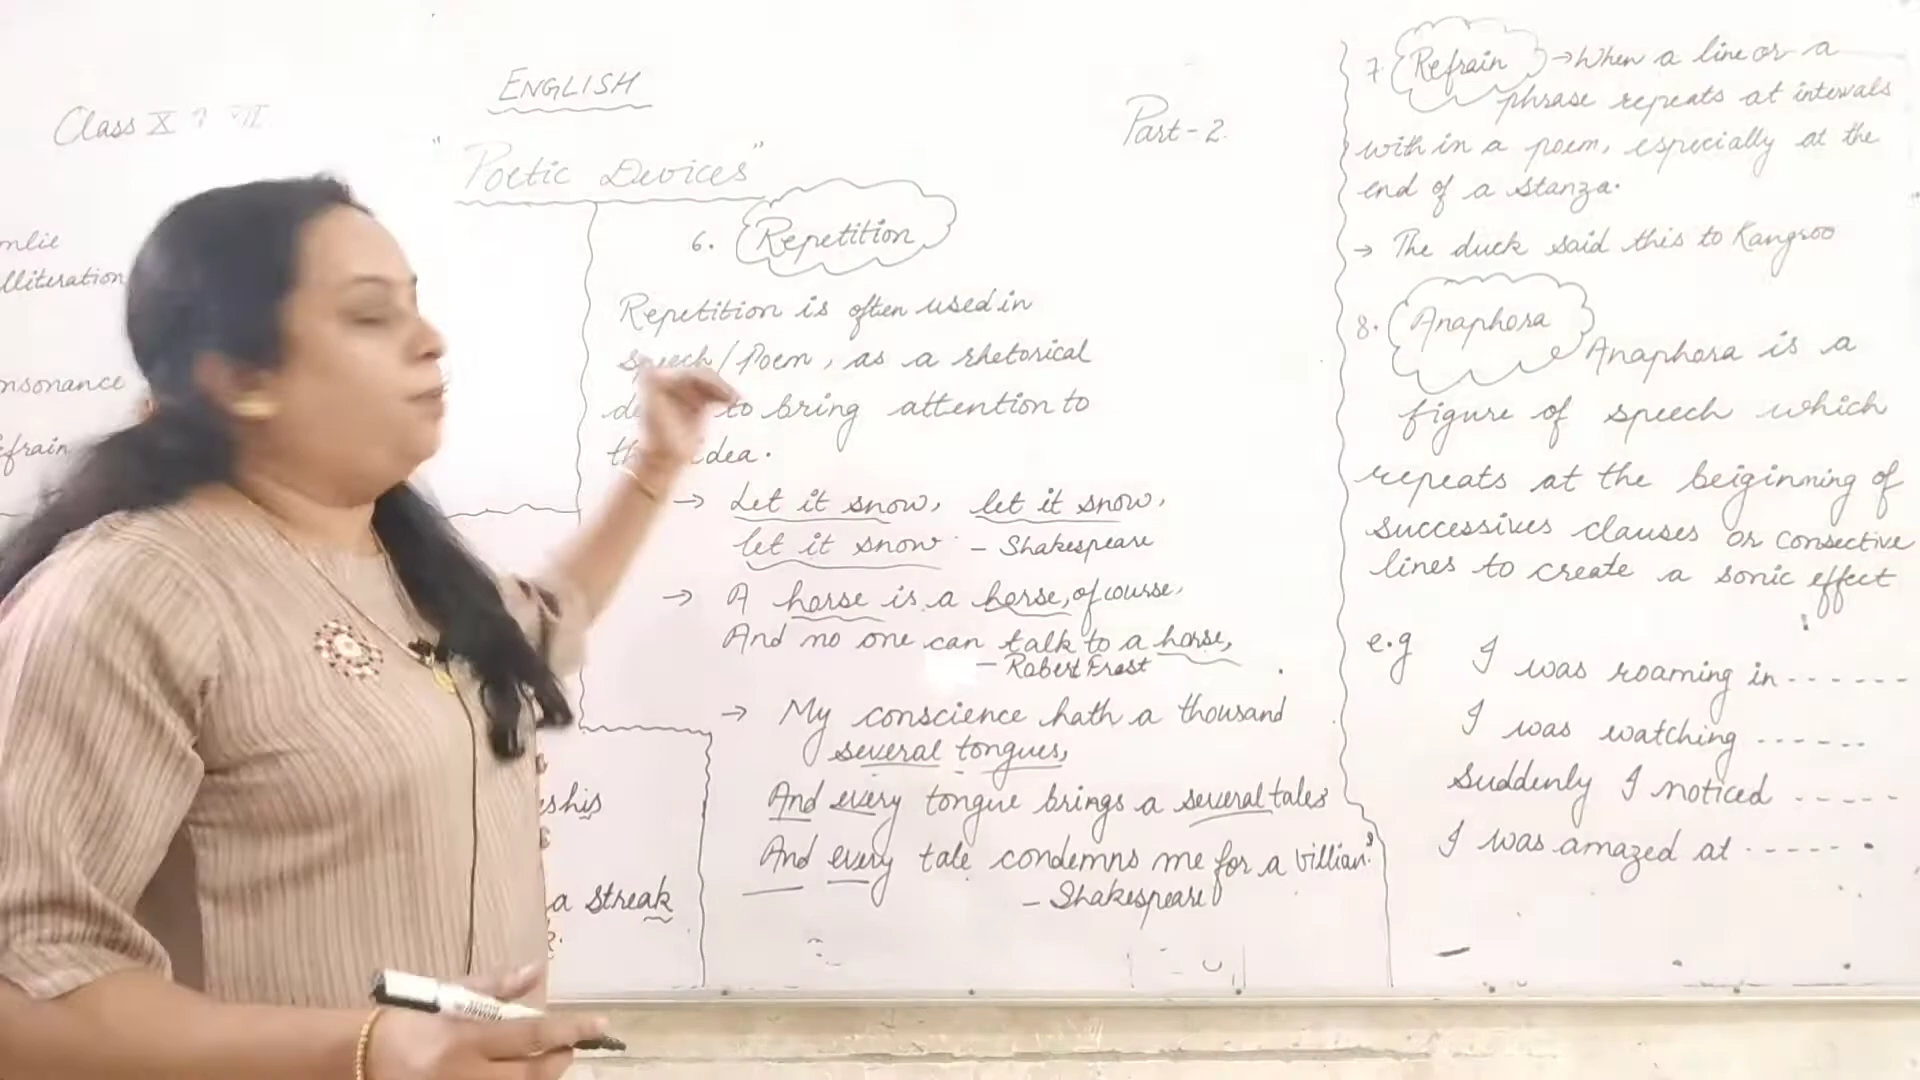 ENGLISH
Class X
"Poetic Devices"
Part-2.
lliteration
nsonance
efrain
shis
a streak
6. Repetition
Repetition is often used in
speech/Poem, as a rhetorical
to bring attention to
idea.
→ Let it snow, let it snow,
let it snow - Shakespeare
→ A horse is a horse, of course,
And no one can talk to a horse,
- Robert Frost
→ My conscience hath a thousand
several tongues,
And every tongue brings a several tales
And every tale condemns me for a villian."
- Shakespeare
7. Refrain → When a line or a
phrase repeats at intervals
with in a poem, especially at the
end of a stanza.
→ The duck said this to Kangroo
8. Anaphora Anaphora is a
figure of speech which
repeats at the beiginning of
successives clauses or consective
lines to create a sonic effect
e.g I was roaming in ------
I was watching ------
Suddenly I noticed -----
I was amazed at -----.